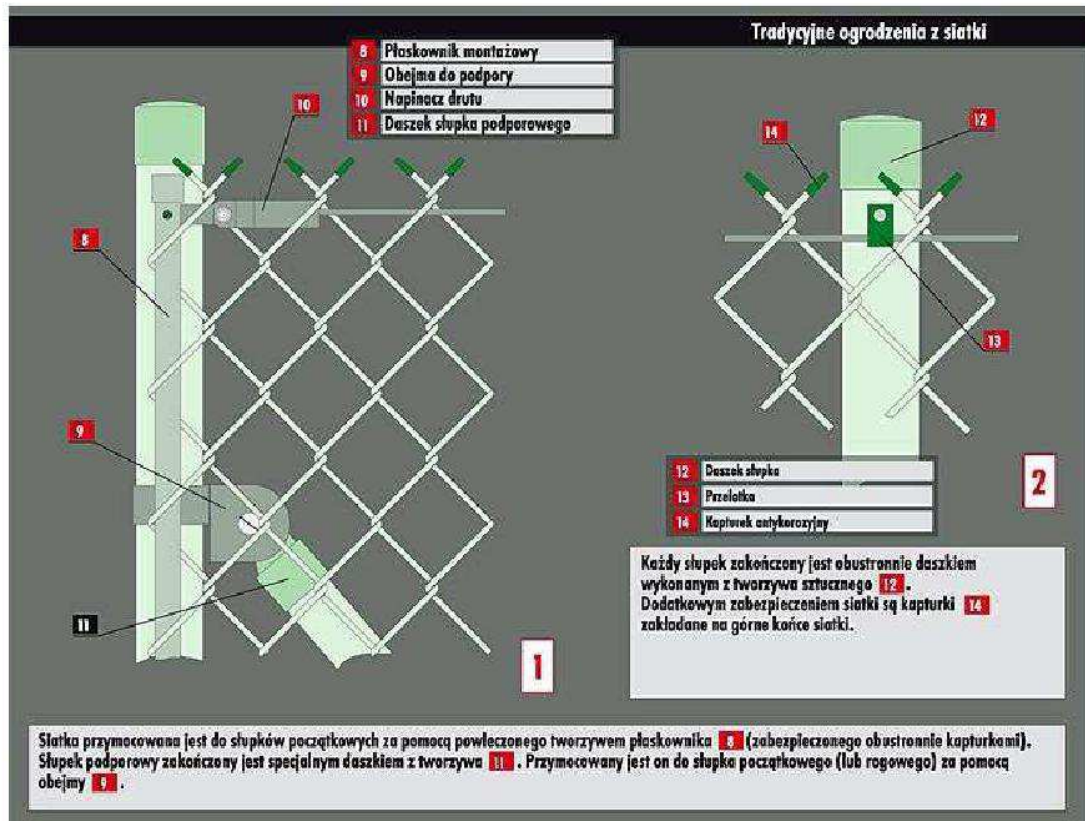 Tradycyjne ogrodzenia z siatki
8 Płaskownik montażowy
9 Obejma do podpory
10 Napinacz drutu
11 Daszek słupka podporowego
10
8
9
11
1
14
12
13
12 Daszek słupka
13 Przelotka
14 Kapturek antykorozyjny
2
Każdy słupek zakończony jest obustronnie daszkiem
wykonanym z tworzywa sztucznego 12 .
Dodatkowym zabezpieczeniem siatki są kapturki 14
zakładane na górne końce siatki.
Siatka przymocowana jest do słupków początkowych za pomocą powleczonego tworzywem płaskownika 8 (zabezpieczonego obustronnie kapturkami).
Słupek podporowy zakończony jest specjalnym daszkiem z tworzywa 11 . Przymocowany jest on do słupka początkowego (lub rogowego) za pomocą
obejmy 9 .